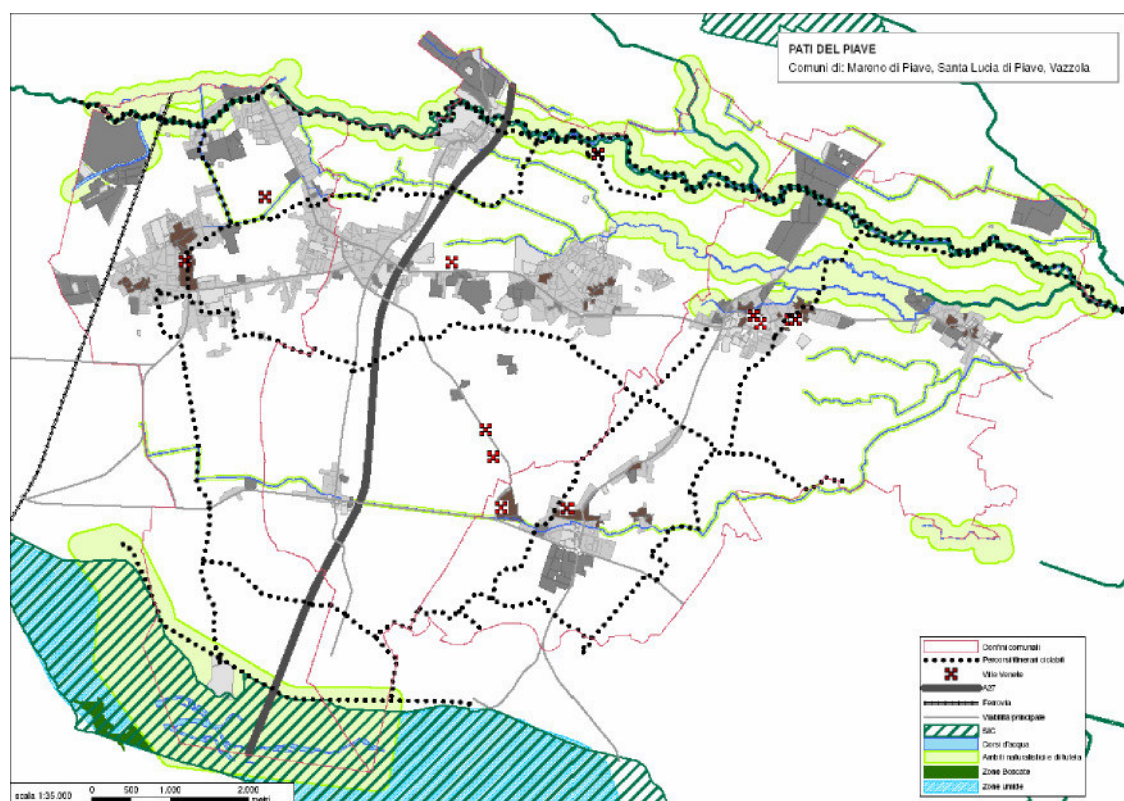 PATI DEL PIAVE
Comuni di: Mareno di Piave, Santa Lucia di Piave, Vazzola
Confini comunali
Percorsi/itinerari ciclabili
Ville Venete
A27
Ferrovia
Viabilità principale
SIC
Corsi d'acqua
Ambiti naturalistici e di tutela
Zone Boscate
Zone umide
scala 1:35.000
0 500 1.000 2.000
metri